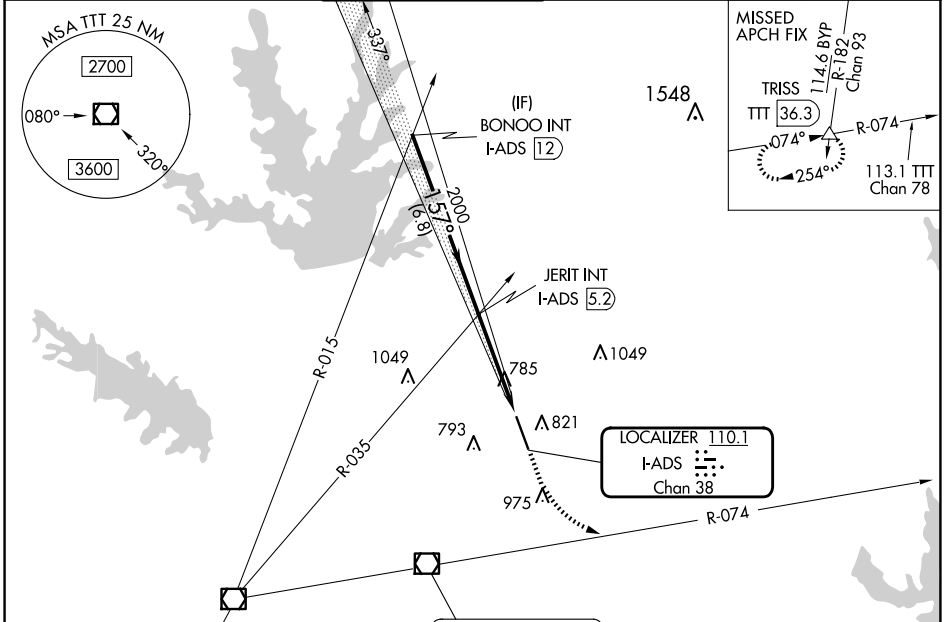 MSA TTT 25 NM
2700
080°
320°
3600
337°
(IF)
BONOO INT
I-ADS 12
2000
157°
(6.8)
JERIT INT
I-ADS 5.2
1548
MISSED
APCH FIX
114.6 BYP
R-182
Chan 93
TRISS
TTT 36.3
074°
R-074
254°
113.1 TTT
Chan 78
R-015
R-035
1049
785
1049
793
821
975
LOCALIZER 110.1
I-ADS
Chan 38
R-074